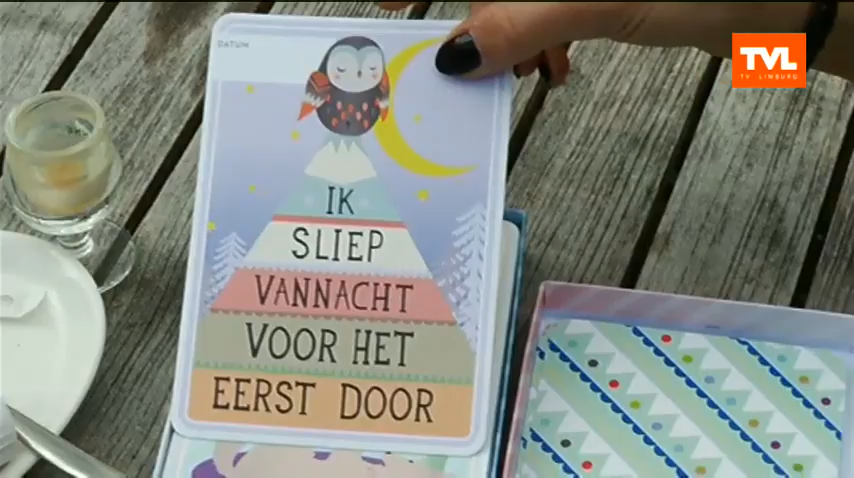 TVL
TV LIMBURG
DATUM
IK
SLIEP
VANNACHT
VOOR HET
EERST DOOR